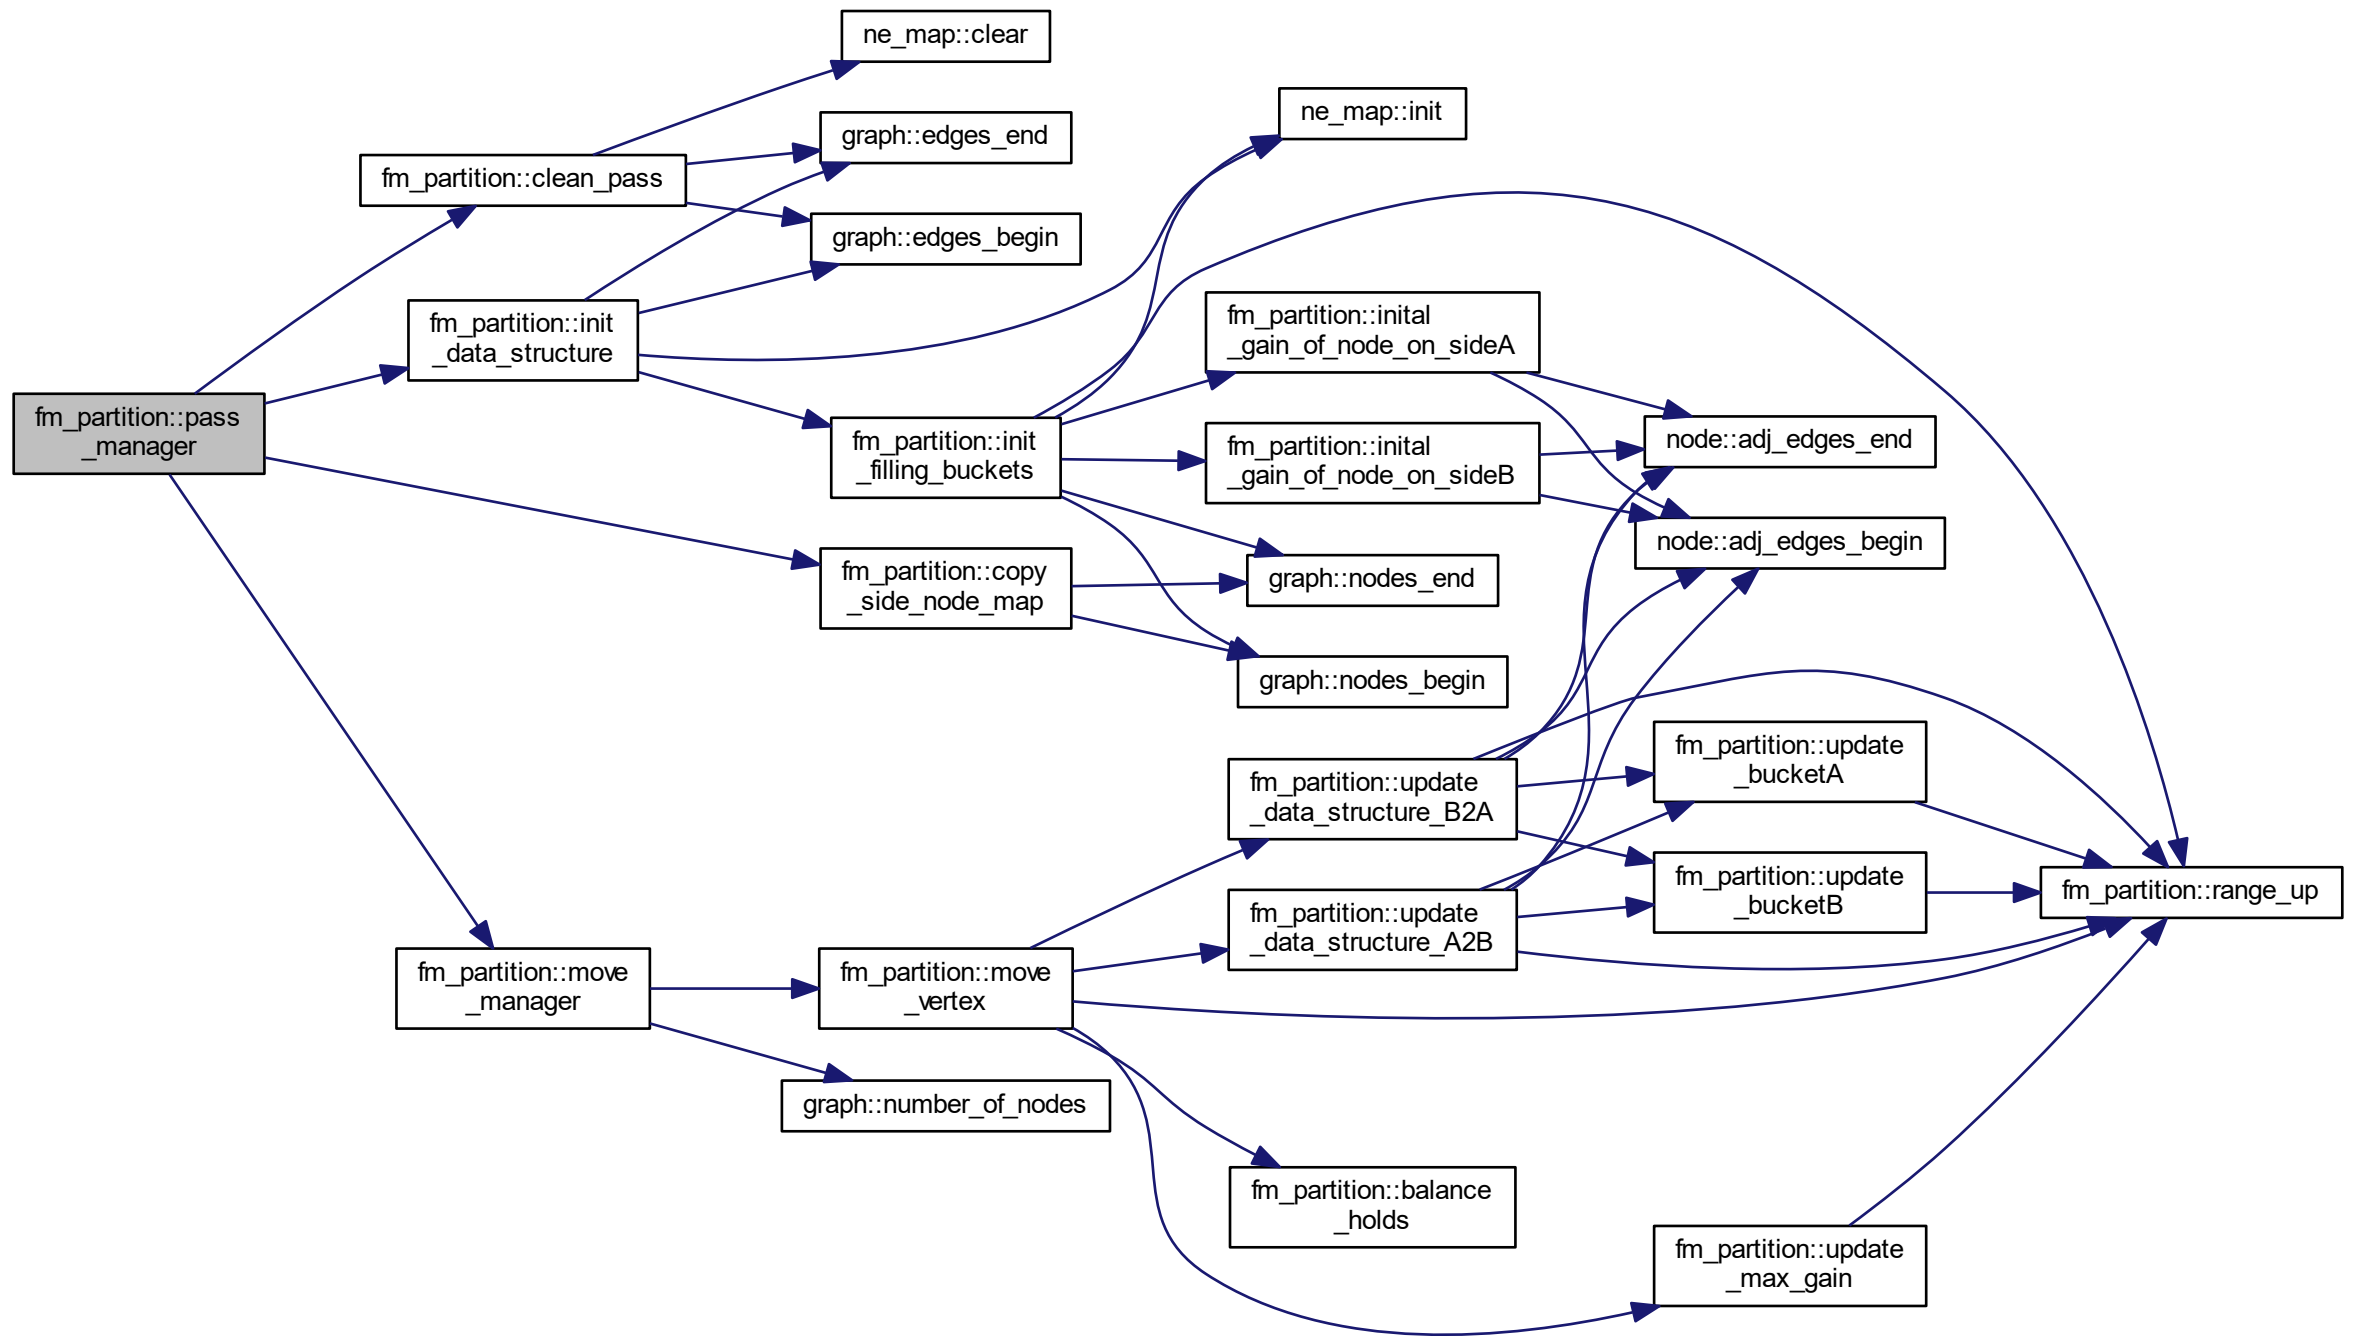 ne_map::clear
ne_map::init
graph::edges_end
fm_partition::clean_pass
graph::edges_begin
fm_partition::init
_data_structure
fm_partition::inital
_gain_of_node_on_sideA
fm_partition::pass
_manager
fm_partition::init
_filling_buckets
fm_partition::inital
_gain_of_node_on_sideB
node::adj_edges_end
node::adj_edges_begin
fm_partition::copy
_side_node_map
graph::nodes_end
graph::nodes_begin
fm_partition::update
_data_structure_B2A
fm_partition::update
_bucketA
fm_partition::update
_data_structure_A2B
fm_partition::update
_bucketB
fm_partition::range_up
fm_partition::move
_manager
fm_partition::move
_vertex
graph::number_of_nodes
fm_partition::balance
_holds
fm_partition::update
_max_gain